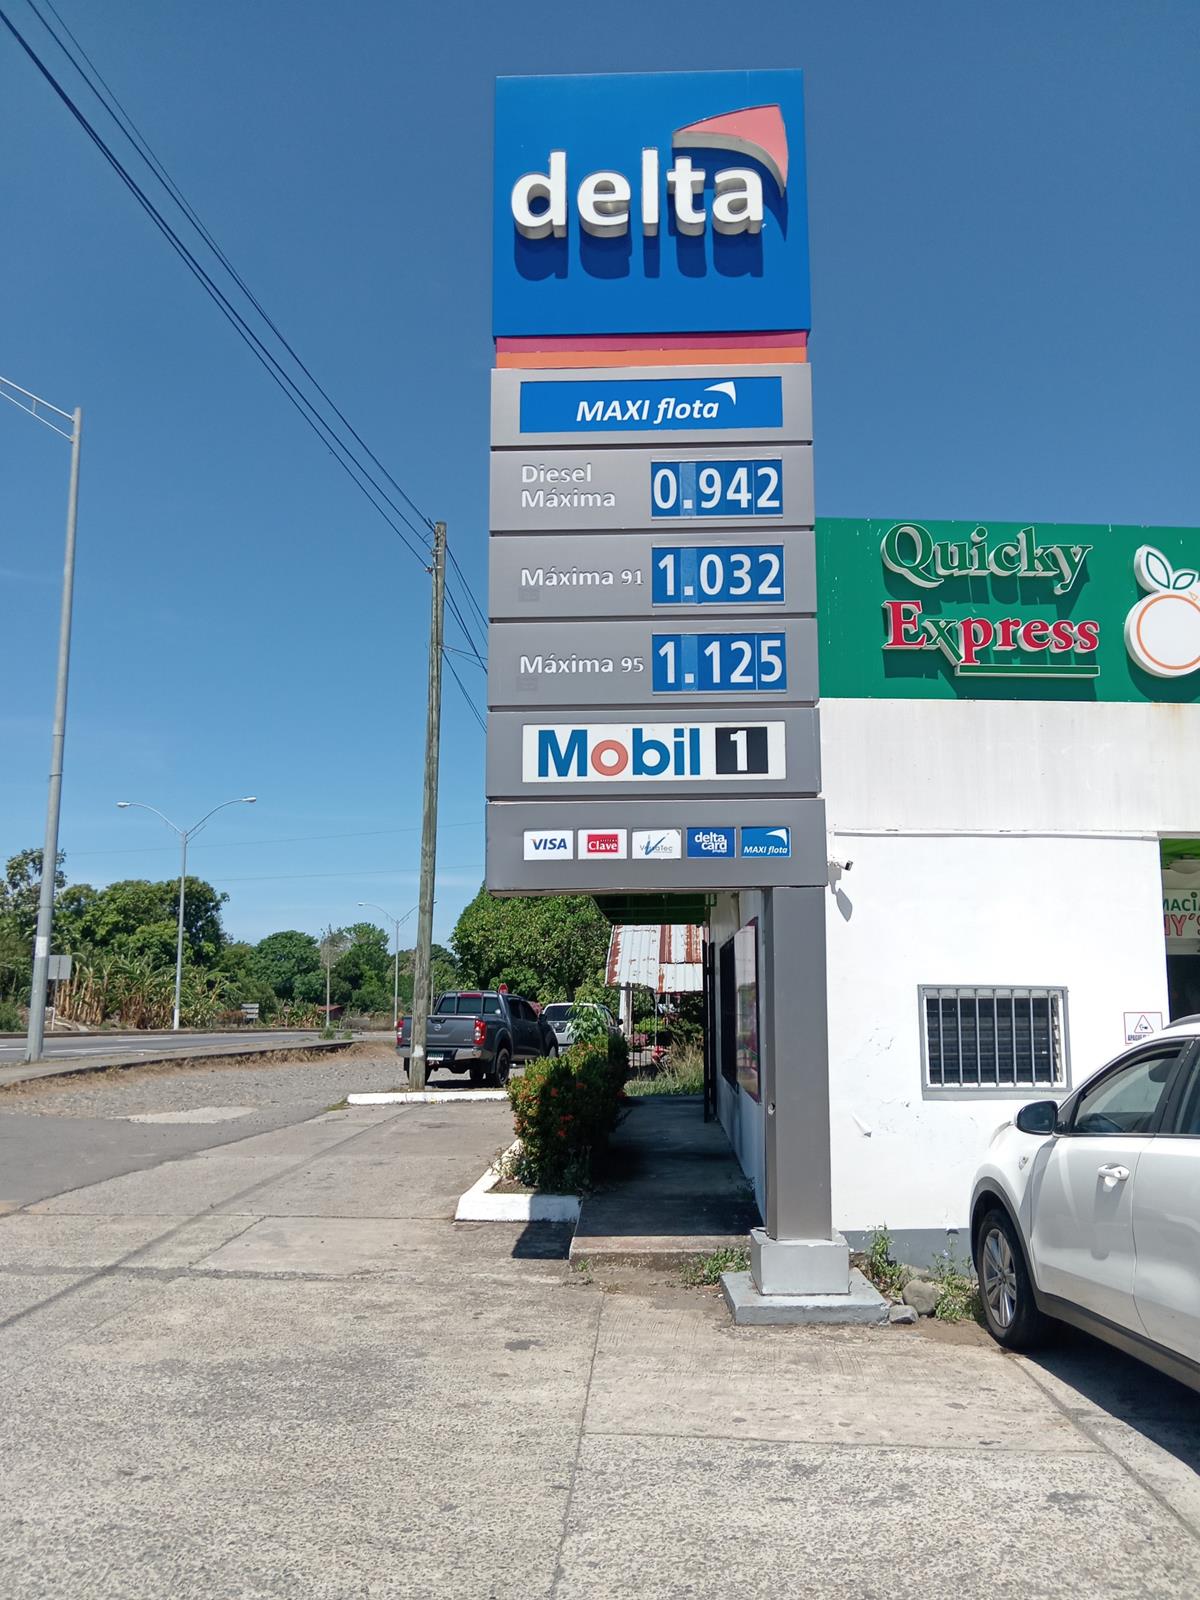 delta
MAXI flota
Diesel
Máxima
0.942
Máxima 91
1.032
Máxima 95
1.125
Mobil 1
VISA
Clave
delta
card
MAXI flota
Quicky
Express